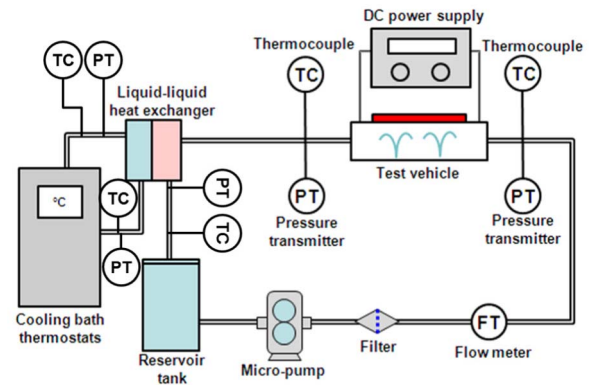 DC power supply
Thermocouple
Thermocouple
TC
PT
TC
TC
Liquid-liquid
heat exchanger
Test vehicle
°C
TC
PT
PT
PT
Pressure
transmitter
Pressure
transmitter
TC
PT
Cooling bath
thermostats
Reservoir
tank
Micro-pump
Filter
FT
Flow meter